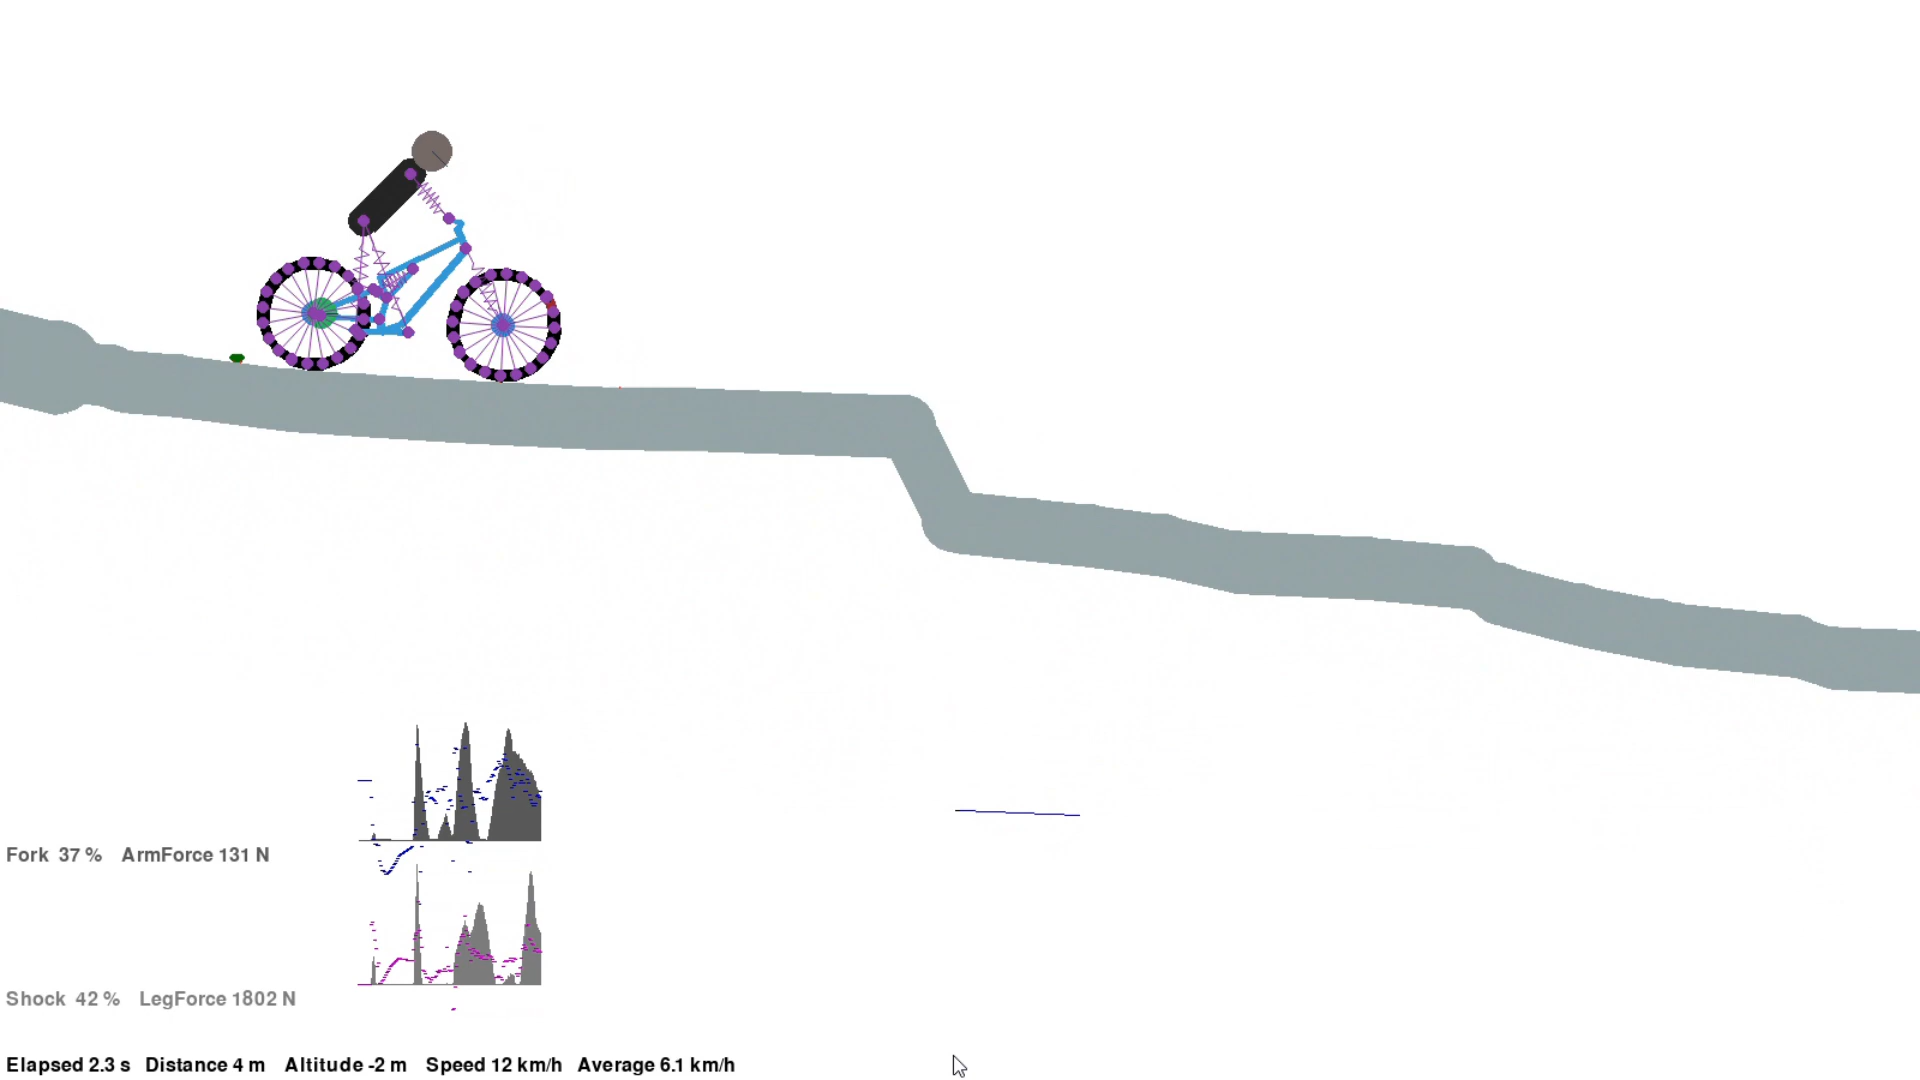 Fork 37 % ArmForce 131 N
Shock 42 % LegForce 1802 N
Elapsed 2.3 s Distance 4 m Altitude -2 m Speed 12 km/h Average 6.1 km/h